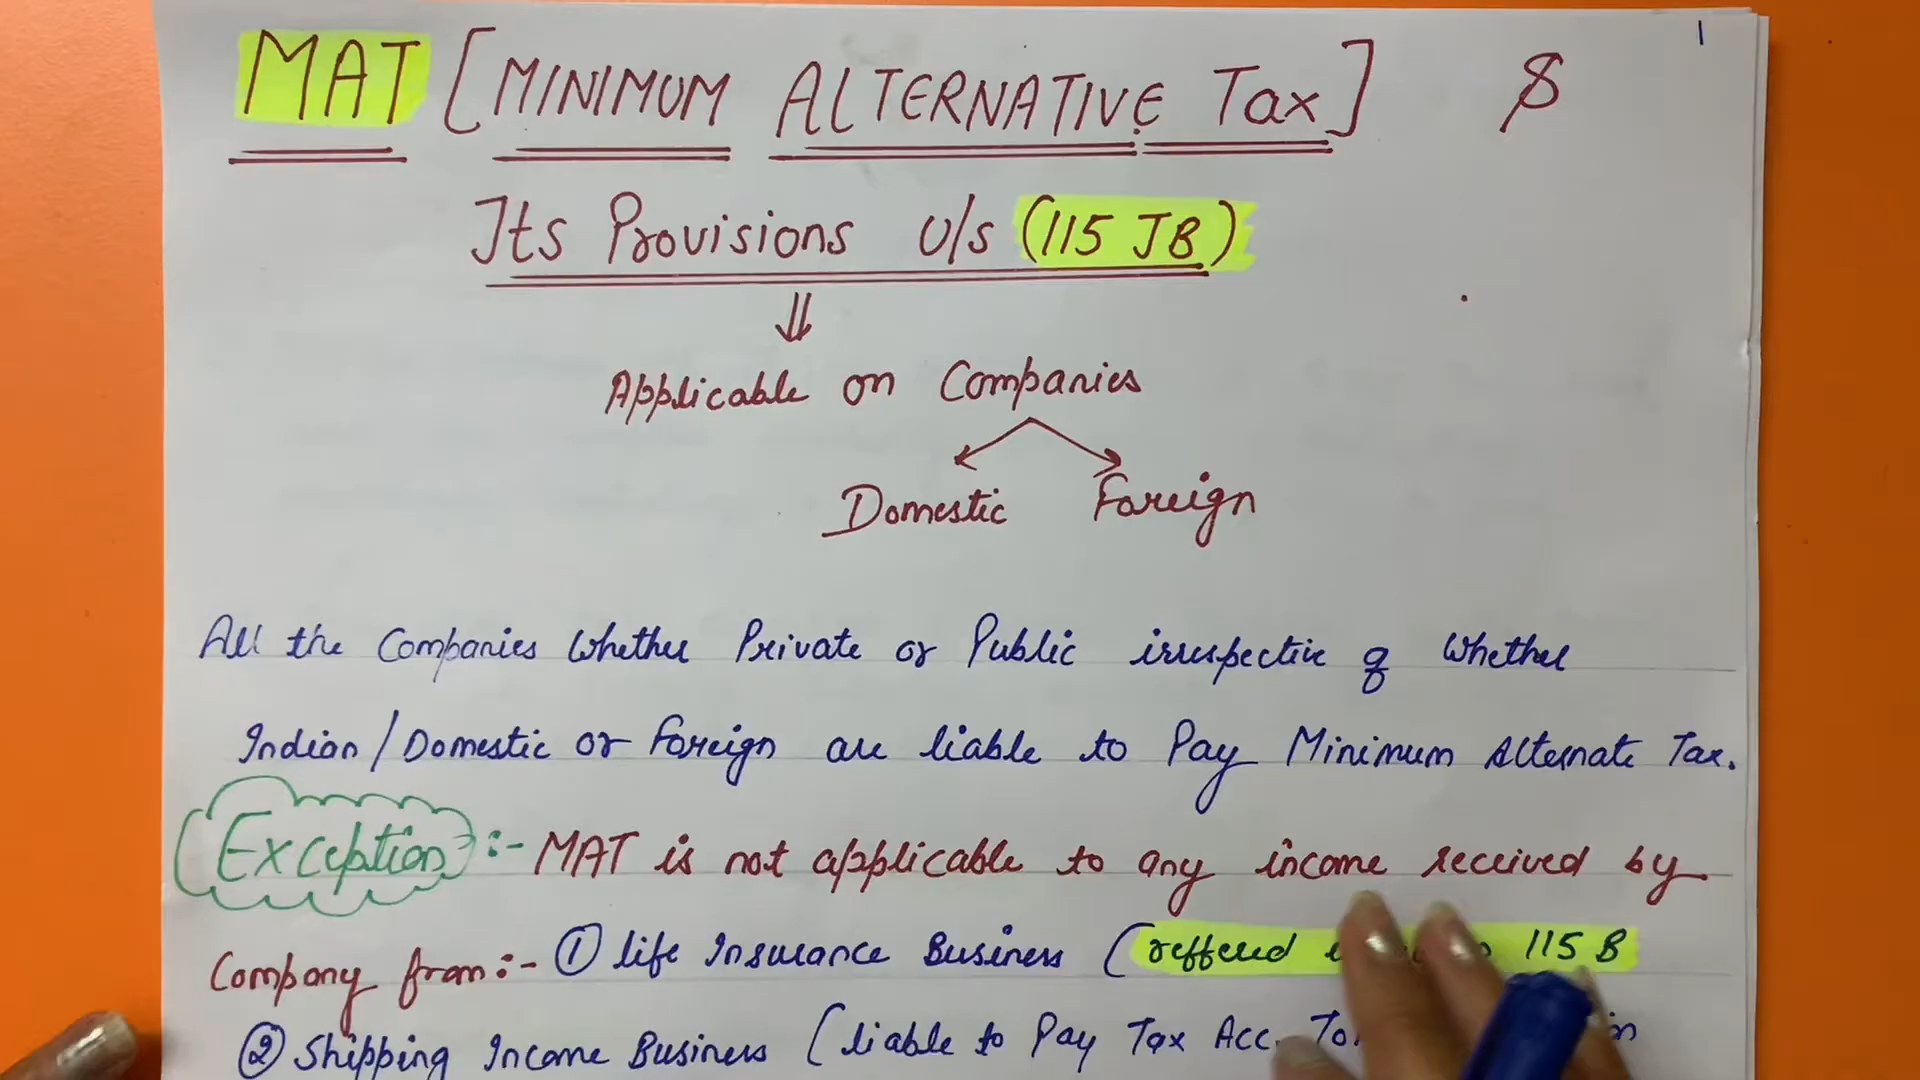 1
MAT [MINIMUM ALTERNATIVE Tax] $
Its Provisions U/s (115 JB)
⇓
Applicable on Companies
Domestic Foreign
All the Companies Whether Private or Public irrespective of Whether
Indian/Domestic or Foreign are liable to Pay Minimum Alternate Tax.
Exception :- MAT is not applicable to any income received by
Company from:- ① life Insurance Business (reffered 115 B
② Shipping Income Business (liable to Pay Tax Acc.